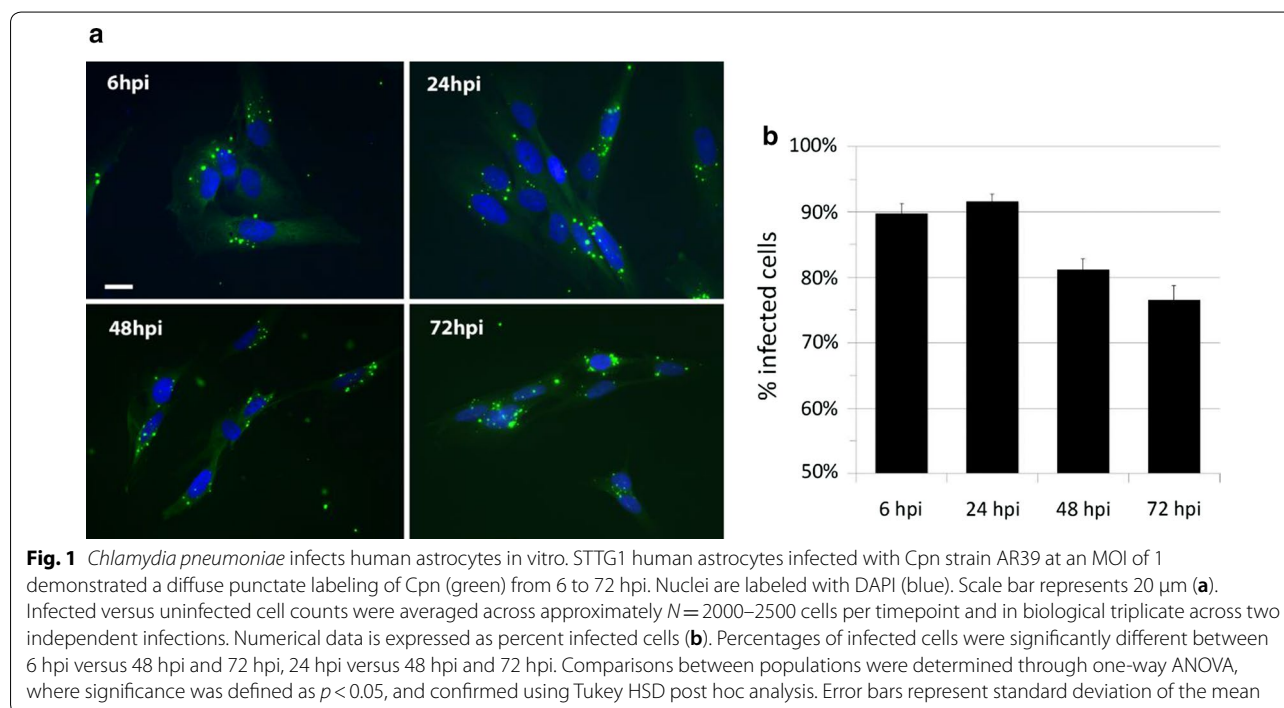 a
6hpi
24hpi
48hpi
72hpi
b
% infected cells
100%
90%
80%
70%
60%
50%
6 hpi 24 hpi 48 hpi 72 hpi
Fig. 1 Chlamydia pneumoniae infects human astrocytes in vitro. STTG1 human astrocytes infected with Cpn strain AR39 at an MOI of 1
demonstrated a diffuse punctate labeling of Cpn (green) from 6 to 72 hpi. Nuclei are labeled with DAPI (blue). Scale bar represents 20 μm (a).
Infected versus uninfected cell counts were averaged across approximately N = 2000–2500 cells per timepoint and in biological triplicate across two
independent infections. Numerical data is expressed as percent infected cells (b). Percentages of infected cells were significantly different between
6 hpi versus 48 hpi and 72 hpi, 24 hpi versus 48 hpi and 72 hpi. Comparisons between populations were determined through one-way ANOVA,
where significance was defined as p < 0.05, and confirmed using Tukey HSD post hoc analysis. Error bars represent standard deviation of the mean